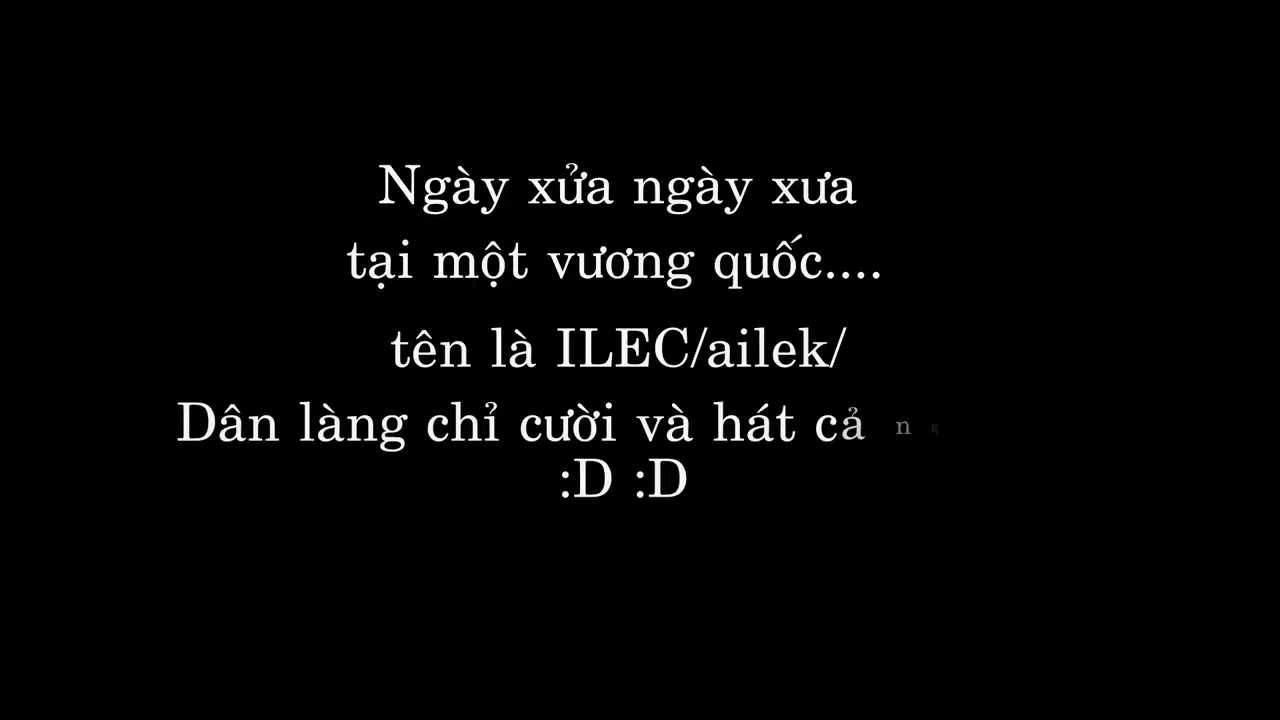 Ngày xửa ngày xưa
tại một vương quốc....
tên là ILEC/ailek/
Dân làng chỉ cười và hát cả
:D :D